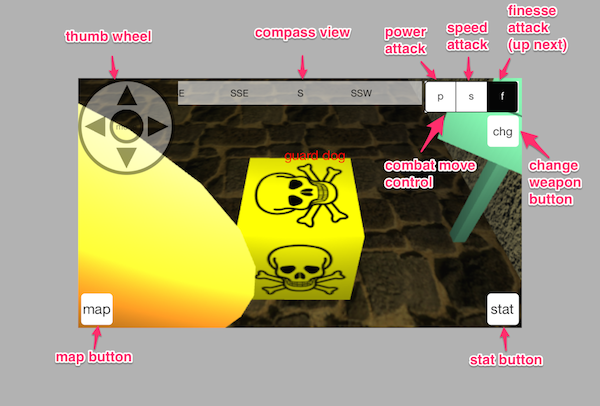 finesse
attack
(up next)
speed
attack
power
attack
compass view
thumb wheel
E SSE S SSW
p s f
chg
guard dog
combat move
control
change
weapon
button
map
stat
map button
stat button